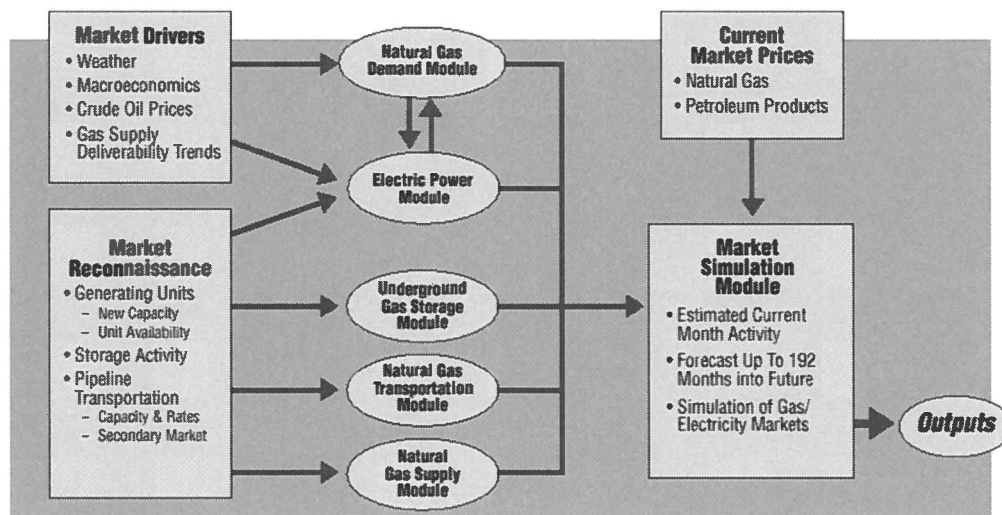 Market Drivers
• Weather
• Macroeconomics
• Crude Oil Prices
• Gas Supply
Deliverability Trends
Market
Reconnaissance
• Generating Units
– New Capacity
– Unit Availability
• Storage Activity
• Pipeline
Transportation
– Capacity & Rates
– Secondary Market
Natural Gas
Demand Module
Electric Power
Module
Underground
Gas Storage
Module
Natural Gas
Transportation
Module
Natural
Gas Supply
Module
Current
Market Prices
• Natural Gas
• Petroleum Products
Market
Simulation
Module
• Estimated Current
Month Activity
• Forecast Up To 192
Months into Future
• Simulation of Gas/
Electricity Markets
Outputs